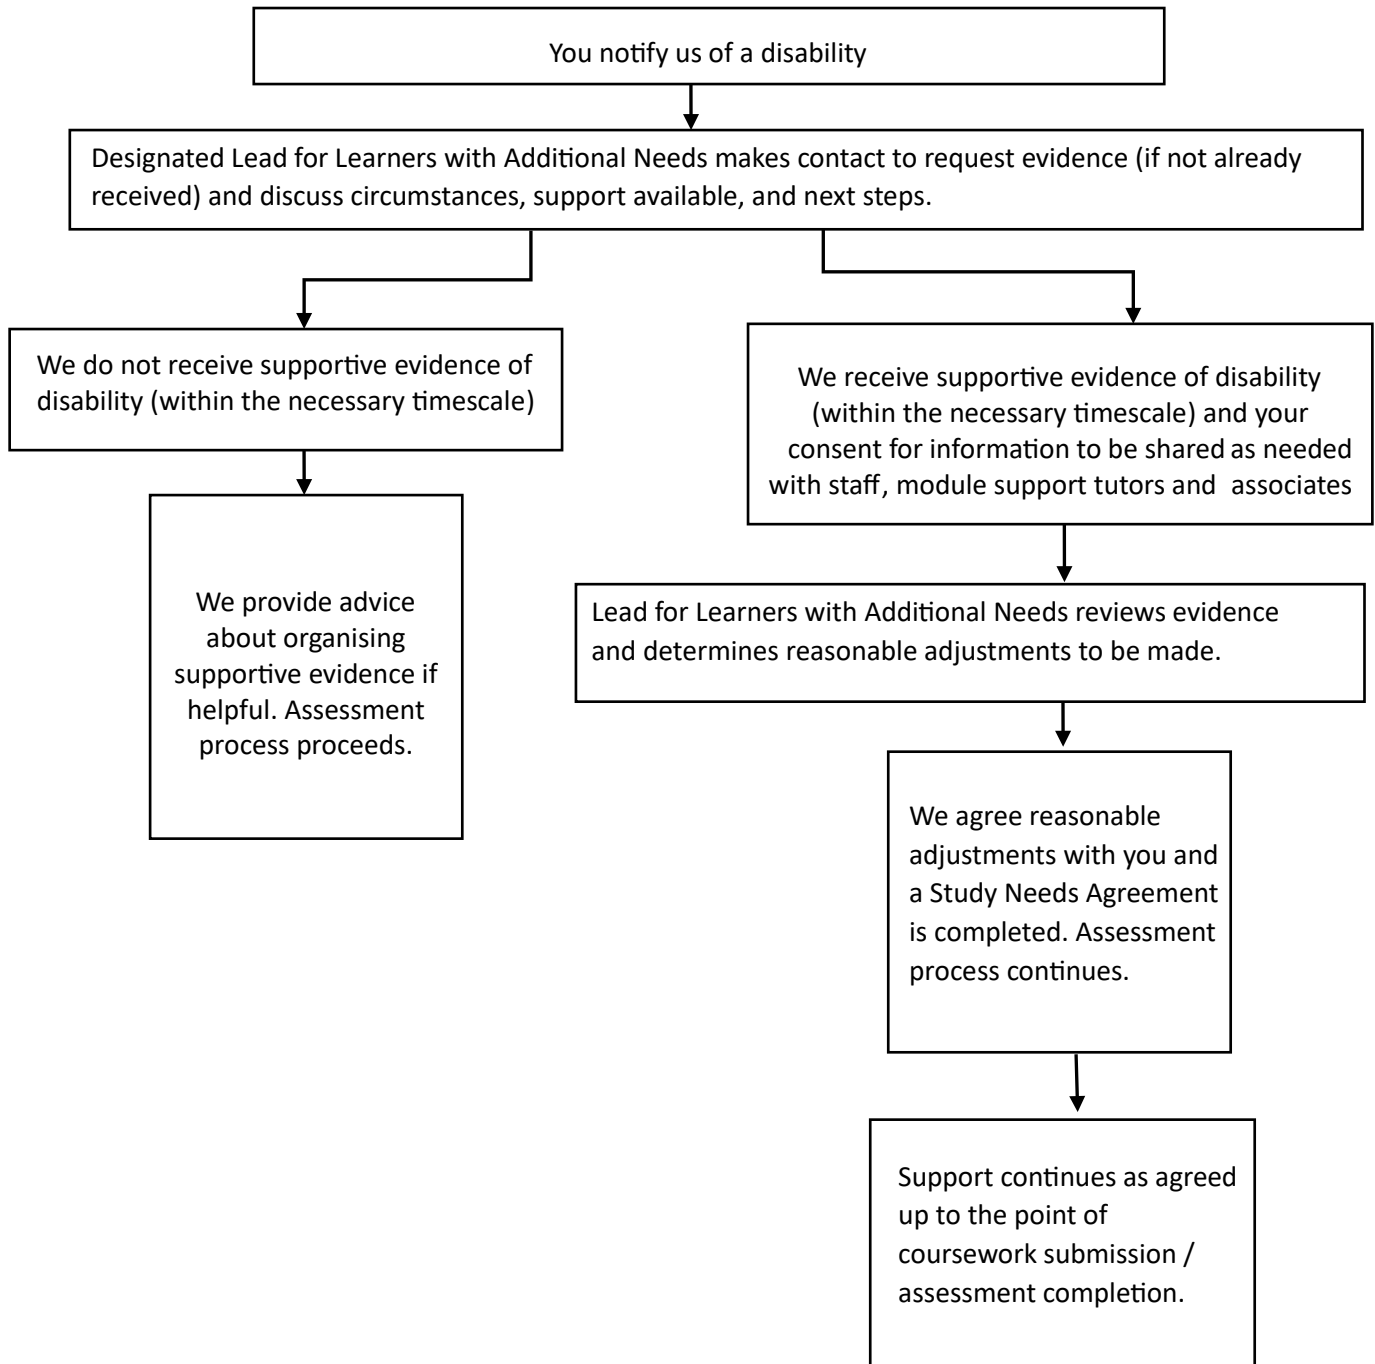 You notify us of a disability
Designated Lead for Learners with Additional Needs makes contact to request evidence (if not already
received) and discuss circumstances, support available, and next steps.
We do not receive supportive evidence of
disability (within the necessary timescale)
We provide advice
about organising
supportive evidence if
helpful. Assessment
process proceeds.
We receive supportive evidence of disability
(within the necessary timescale) and your
consent for information to be shared as needed
with staff, module support tutors and associates
Lead for Learners with Additional Needs reviews evidence
and determines reasonable adjustments to be made.
We agree reasonable
adjustments with you and
a Study Needs Agreement
is completed. Assessment
process continues.
Support continues as agreed
up to the point of
coursework submission /
assessment completion.